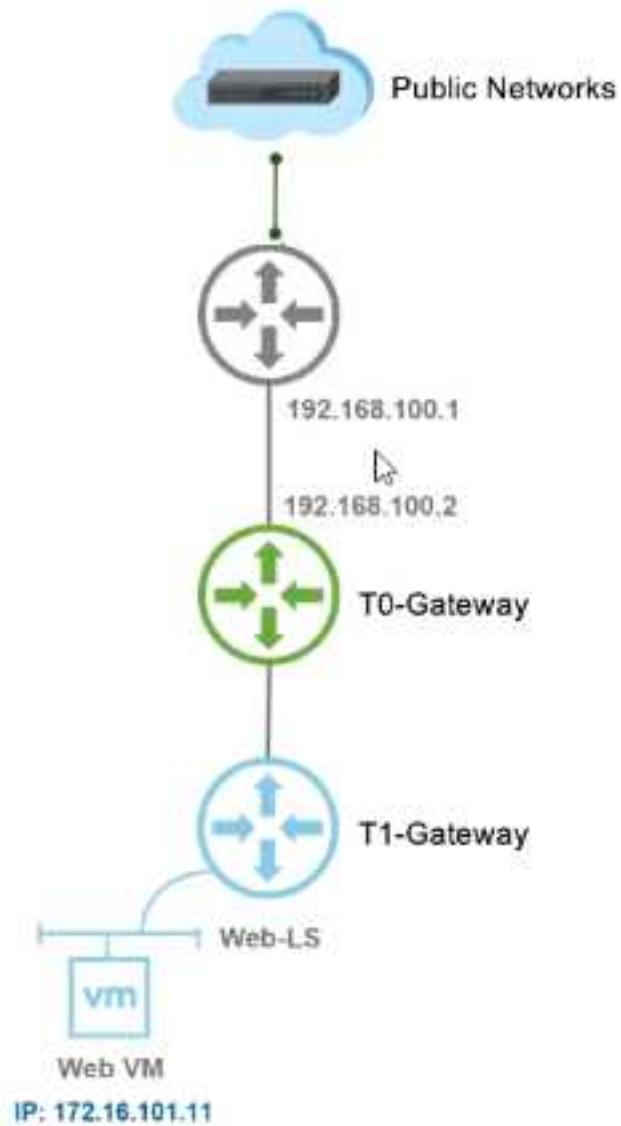 Public Networks
192.168.100.1
192.168.100.2
T0-Gateway
T1-Gateway
Web-LS
vm
Web VM
IP: 172.16.101.11